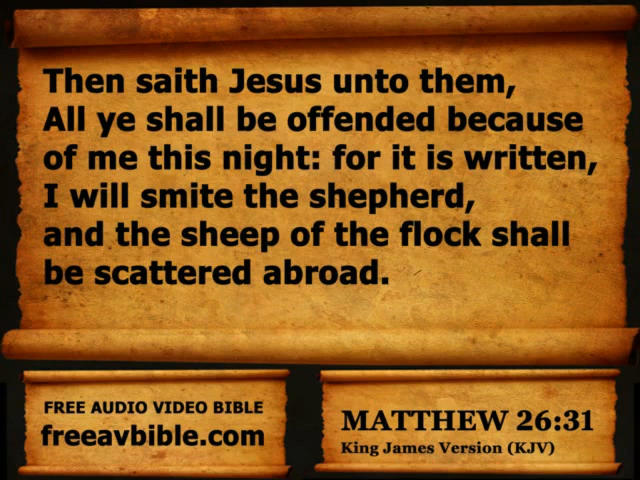 Then saith Jesus unto them,
All ye shall be offended because
of me this night: for it is written,
I will smite the shepherd,
and the sheep of the flock shall
be scattered abroad.
FREE AUDIO VIDEO BIBLE
freeavbible.com
MATTHEW 26:31
King James Version (KJV)